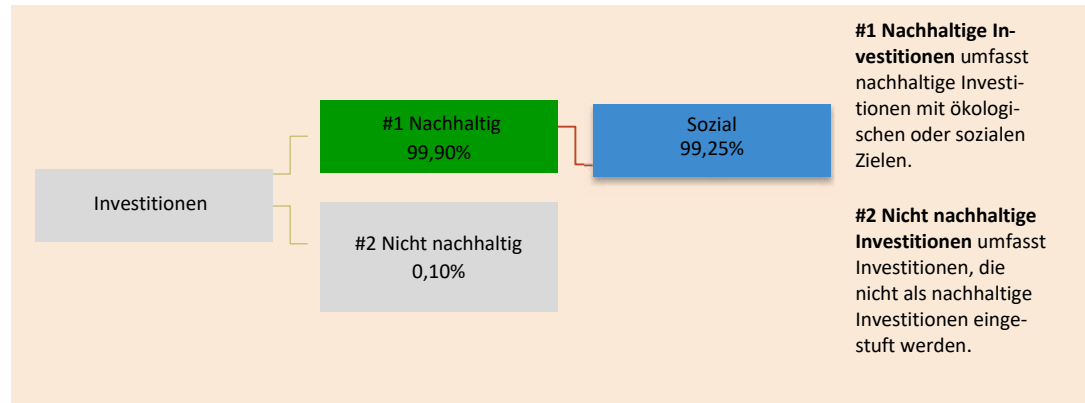 Investitionen
#1 Nachhaltig
99,90%
Sozial
99,25%
#2 Nicht nachhaltig
0,10%
#1 Nachhaltige In-
vestitionen umfasst
nachhaltige Investi-
tionen mit ökologi-
schen oder sozialen
Zielen.
#2 Nicht nachhaltige
Investitionen umfasst
Investitionen, die
nicht als nachhaltige
Investitionen einge-
stuft werden.